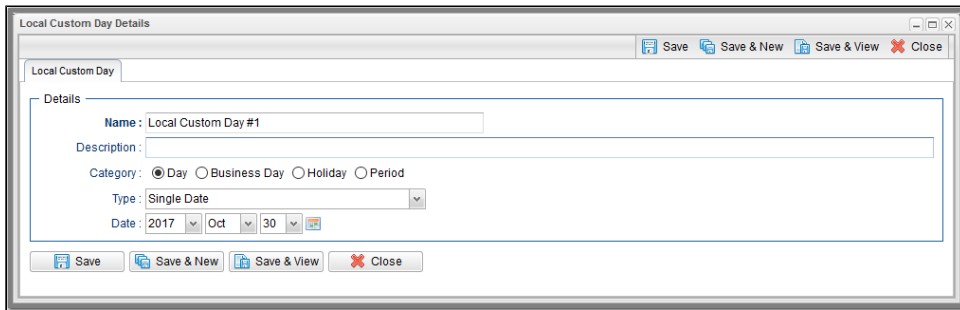 Local Custom Day Details
Save Save & New Save & View Close
Local Custom Day
Details
Name : Local Custom Day #1
Description :
Category : Day Business Day Holiday Period
Type : Single Date
Date : 2017 Oct 30
Save Save & New Save & View Close